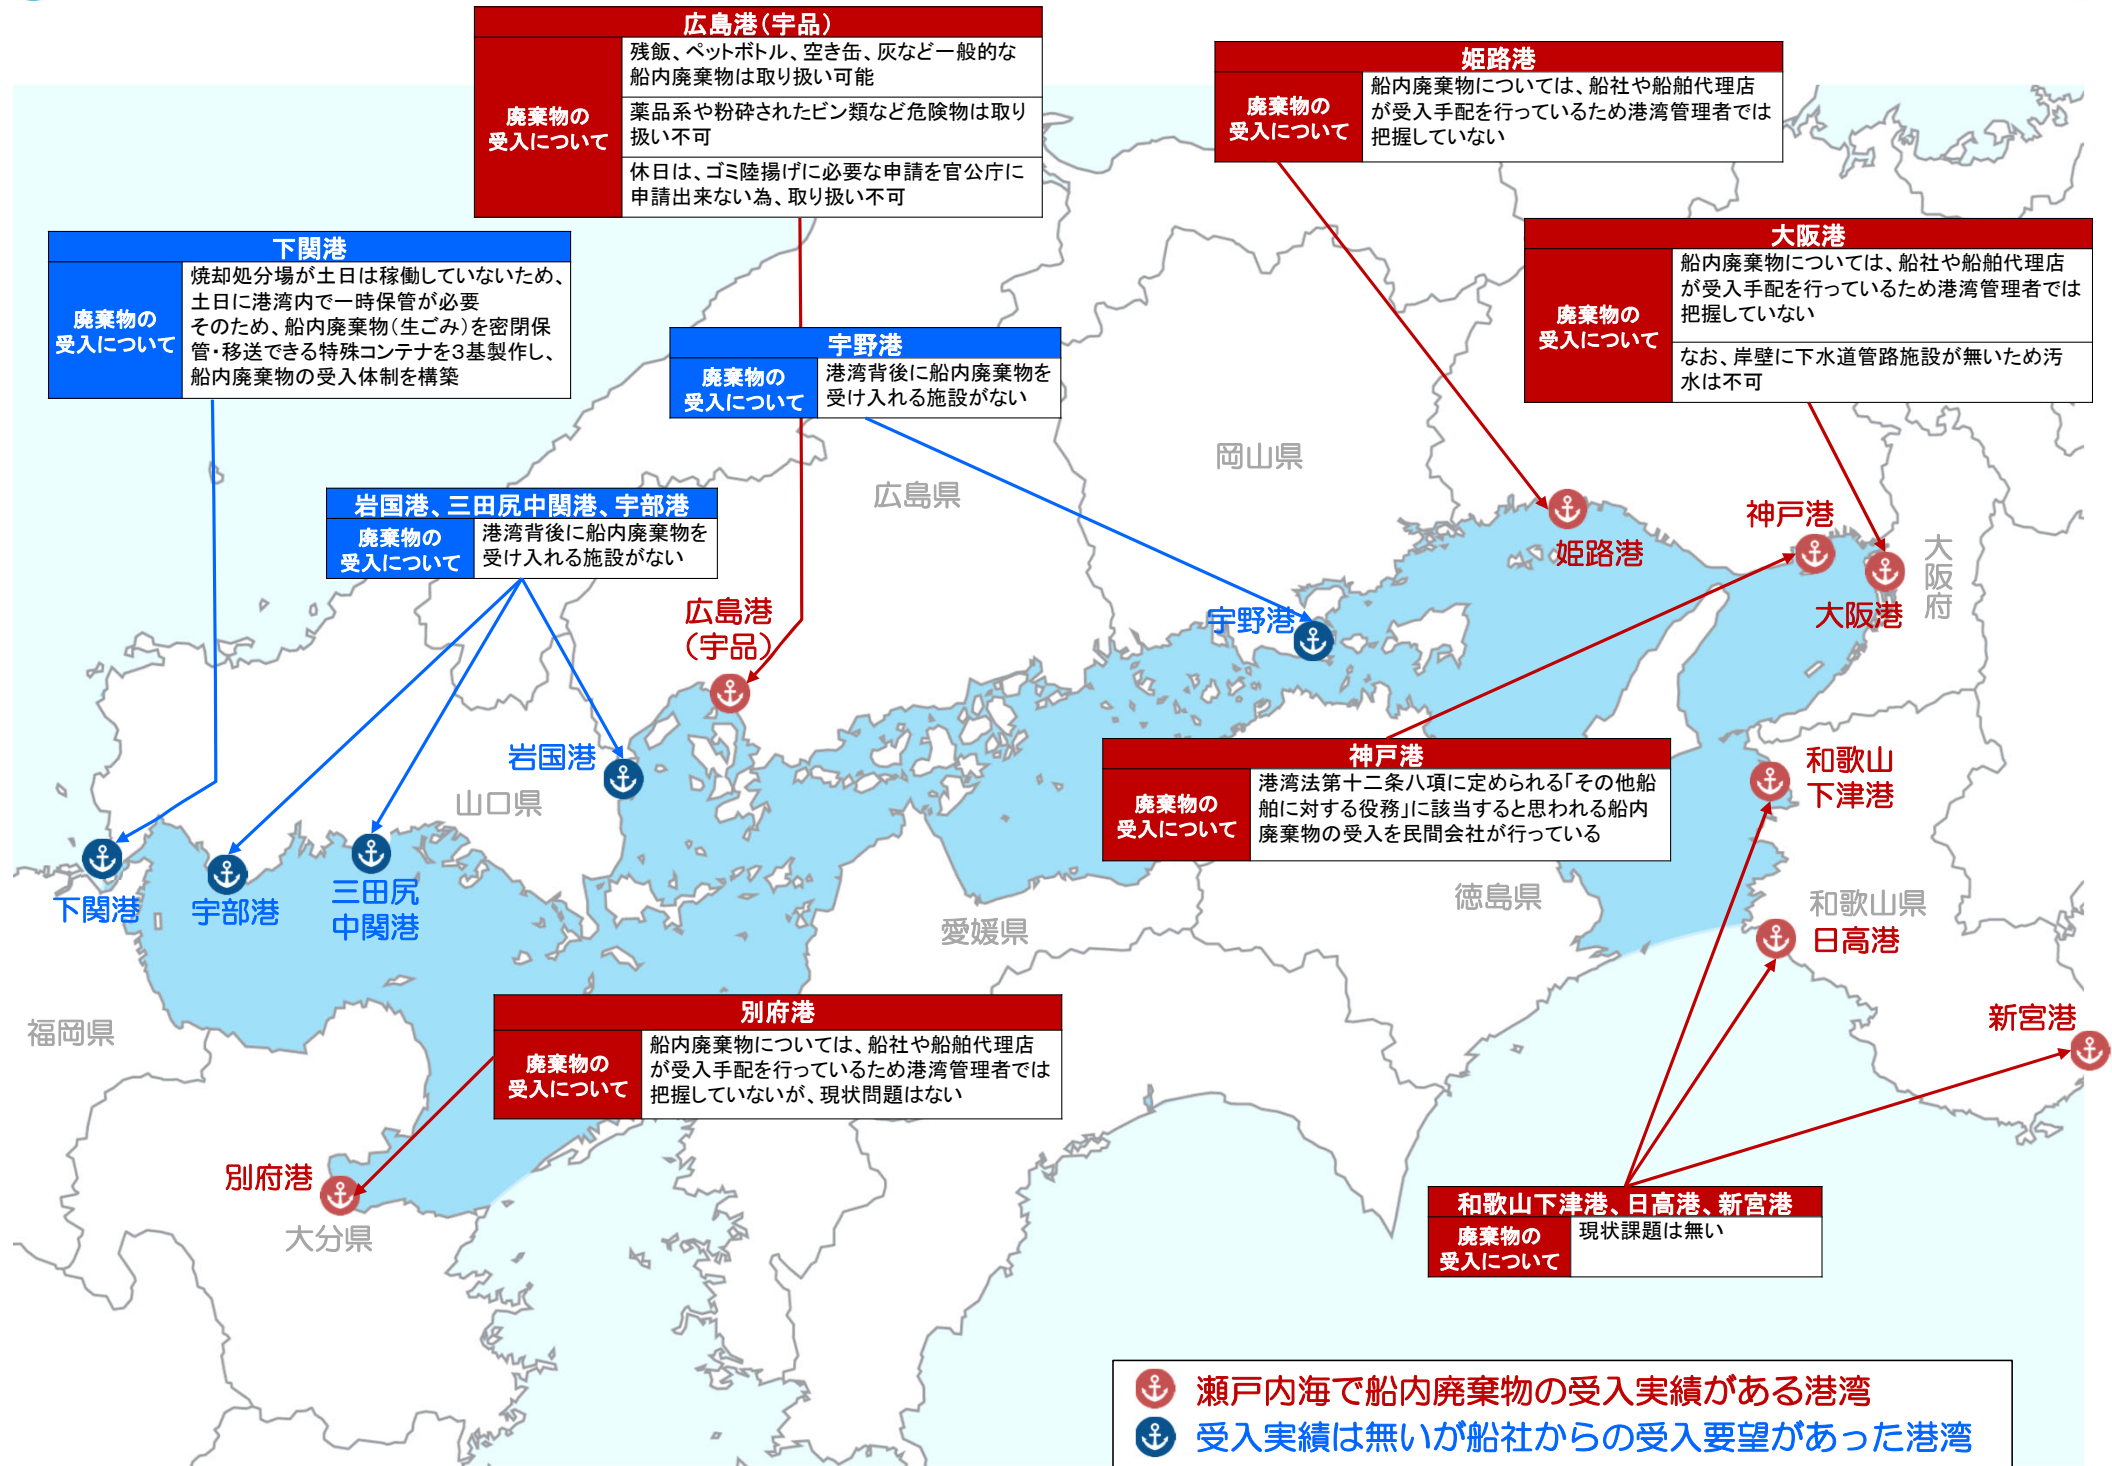 広島港(宇品)
廃棄物の
受入について
残飯、ペットボトル、空き缶、灰など一般的な
船内廃棄物は取り扱い可能
薬品系や粉砕されたビン類など危険物は取り
扱い不可
休日は、ゴミ陸揚げに必要な申請を官公庁に
申請出来ない為、取り扱い不可
姫路港
廃棄物の
受入について
船内廃棄物については、船社や船舶代理店
が受入手配を行っているため港湾管理者では
把握していない
下関港
廃棄物の
受入について
焼却処分場が土日は稼働していないため、
土日に港湾内で一時保管が必要
そのため、船内廃棄物(生ごみ)を密閉保
管・移送できる特殊コンテナを3基製作し、
船内廃棄物の受入体制を構築
大阪港
廃棄物の
受入について
船内廃棄物については、船社や船舶代理店
が受入手配を行っているため港湾管理者では
把握していない
なお、岸壁に下水道管路施設が無いため汚
水は不可
宇野港
廃棄物の
受入について
港湾背後に船内廃棄物を
受け入れる施設がない
岩国港、三田尻中関港、宇部港
廃棄物の
受入について
港湾背後に船内廃棄物を
受け入れる施設がない
岡山県
広島県
神戸港
姫路港
大阪府
大阪港
広島港
(宇品)
宇野港
岩国港
山口県
下関港
宇部港
三田尻
中関港
神戸港
廃棄物の
受入について
港湾法第十二条八項に定められる「その他船
舶に対する役務」に該当すると思われる船内
廃棄物の受入を民間会社が行っている
和歌山
下津港
徳島県
愛媛県
和歌山県
日高港
新宮港
福岡県
別府港
廃棄物の
受入について
船内廃棄物については、船社や船舶代理店
が受入手配を行っているため港湾管理者では
把握していないが、現状問題はない
別府港
大分県
和歌山下津港、日高港、新宮港
廃棄物の
受入について
現状課題は無い
瀬戸内海で船内廃棄物の受入実績がある港湾
受入実績は無いが船社からの受入要望があった港湾